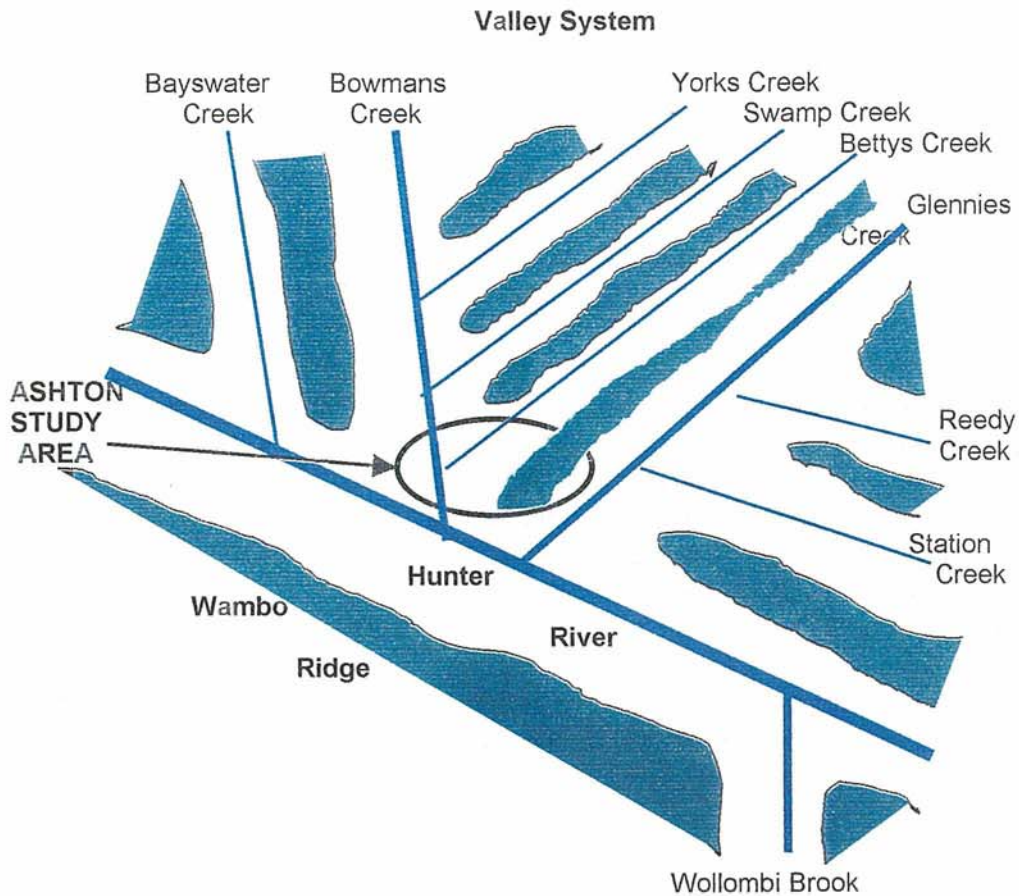 Valley System
Bayswater
Creek
Bowmans
Creek
Yorks Creek
Swamp Creek
Bettys Creek
Glennies
Creek
ASHTON
STUDY
AREA
Reedy
Creek
Station
Creek
Hunter
River
Wambo
Ridge
Wollombi Brook